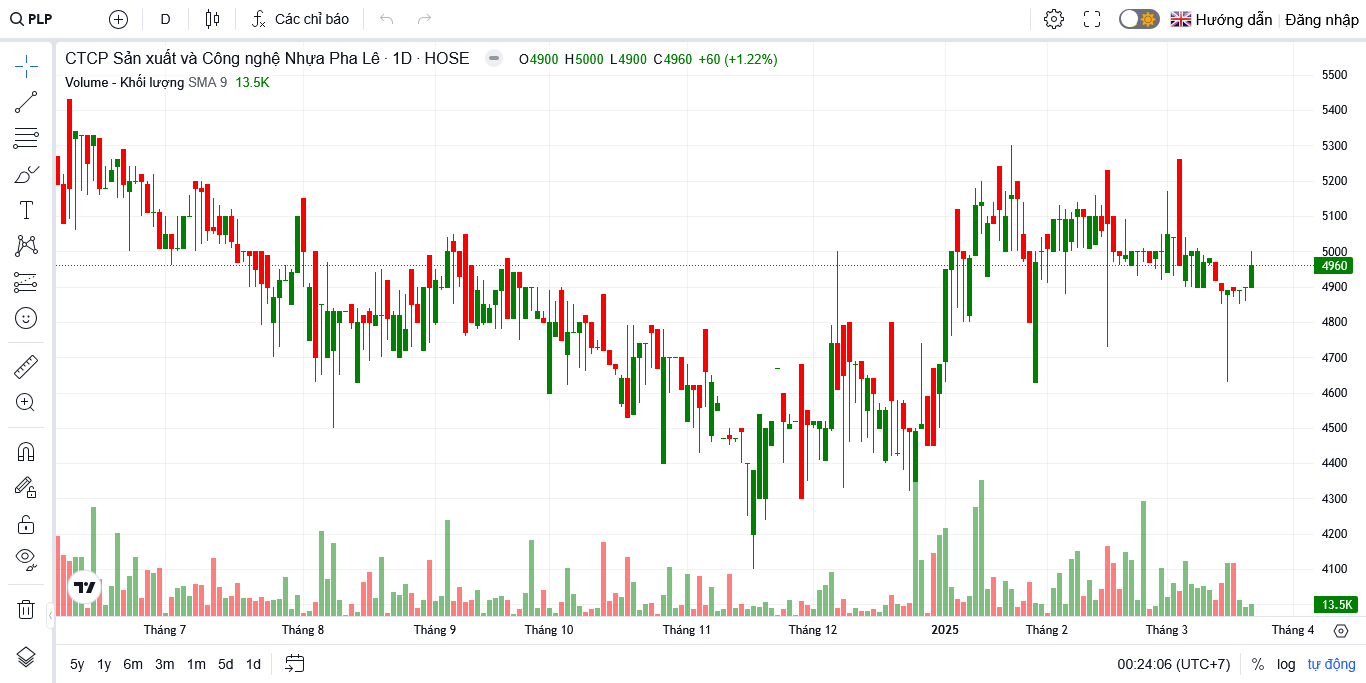 PLP D Các chỉ báo Hướng dẫn Đăng nhập
CTCP Sản xuất và Công nghệ Nhựa Pha Lê · 1D · HOSE O4900 H5000 L4900 C4960 +60 (+1.22%)
Volume - Khối lượng SMA 9 13.5K
5500
5400
5300
5200
5100
5000
4960
4900
4800
4700
4600
4500
4400
4300
4200
4100
13.5K
Tháng 7 Tháng 8 Tháng 9 Tháng 10 Tháng 11 Tháng 12 2025 Tháng 2 Tháng 3 Tháng 4
5y 1y 6m 3m 1m 5d 1d 00:24:06 (UTC+7) % log tự động